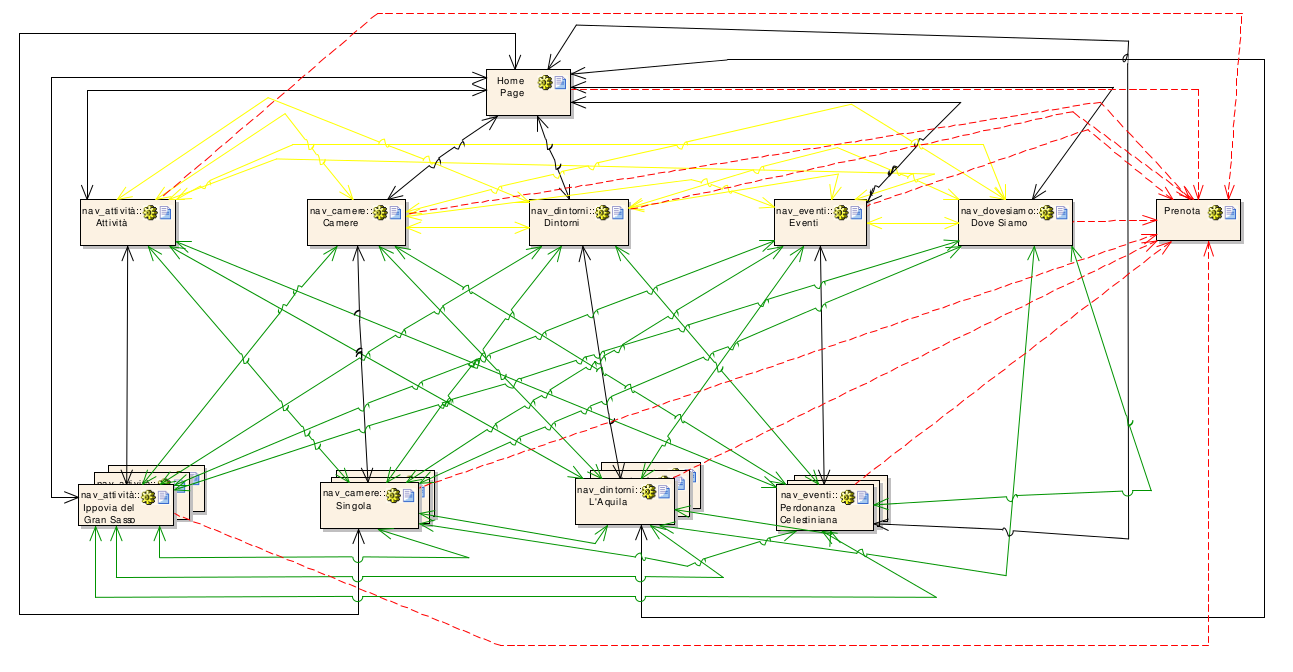 Home
Page
nav_attività::
Attività
nav_camere::
Camere
nav_dintorni::
Dintorni
nav_eventi::
Eventi
nav_dovesiamo::
Dove Siamo
Prenota
nav_attività::
Ippovia del
Gran Sasso
nav_camere::
Singola
nav_dintorni::
L'Aquila
nav_eventi::
Perdonanza
Celestiniana